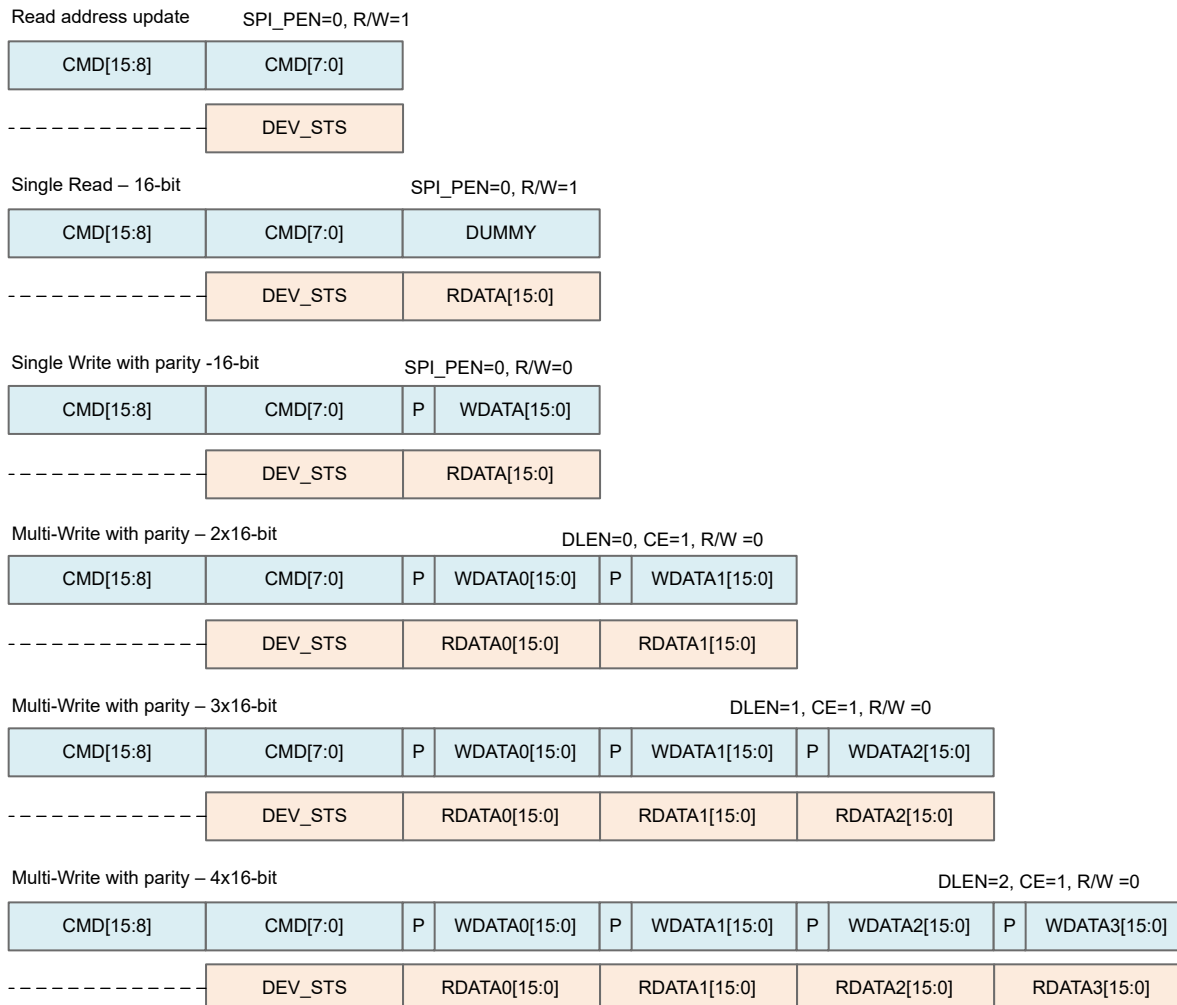 Read address update SPI_PEN=0, R/W=1
CMD[15:8] CMD[7:0]
DEV_STS
Single Read – 16-bit SPI_PEN=0, R/W=1
CMD[15:8] CMD[7:0] DUMMY
DEV_STS RDATA[15:0]
Single Write with parity -16-bit SPI_PEN=0, R/W=0
CMD[15:8] CMD[7:0] P WDATA[15:0]
DEV_STS RDATA[15:0]
Multi-Write with parity – 2x16-bit DLEN=0, CE=1, R/W =0
CMD[15:8] CMD[7:0] P WDATA0[15:0] P WDATA1[15:0]
DEV_STS RDATA0[15:0] RDATA1[15:0]
Multi-Write with parity – 3x16-bit DLEN=1, CE=1, R/W =0
CMD[15:8] CMD[7:0] P WDATA0[15:0] P WDATA1[15:0] P WDATA2[15:0]
DEV_STS RDATA0[15:0] RDATA1[15:0] RDATA2[15:0]
Multi-Write with parity – 4x16-bit DLEN=2, CE=1, R/W =0
CMD[15:8] CMD[7:0] P WDATA0[15:0] P WDATA1[15:0] P WDATA2[15:0] P WDATA3[15:0]
DEV_STS RDATA0[15:0] RDATA1[15:0] RDATA2[15:0] RDATA3[15:0]